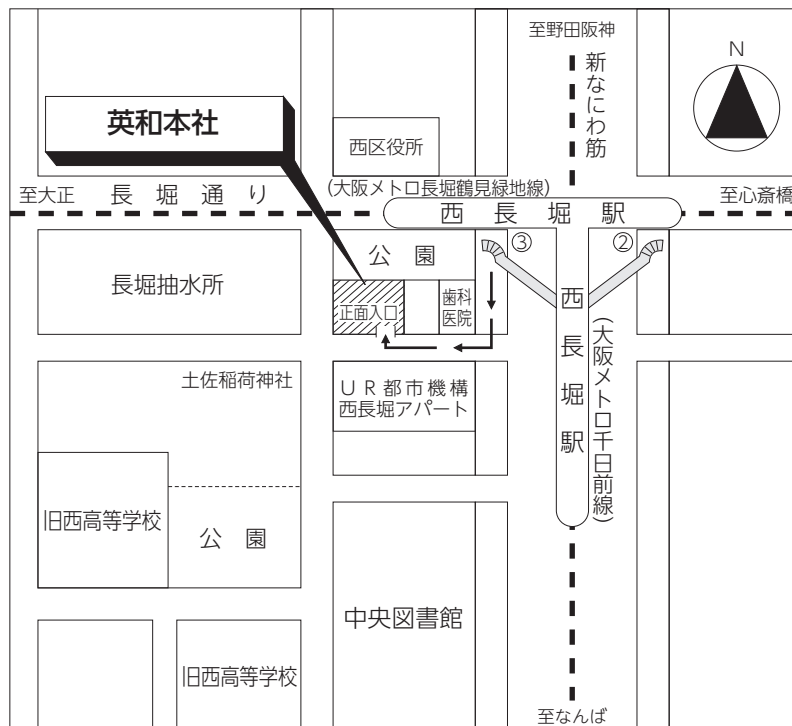 至野田阪神
新なにわ筋
N
英和本社
西区役所
至大正
長堀通り
(大阪メトロ長堀鶴見緑地線)
西長堀駅
至心斎橋
公園
③
②
長堀抽水所
正面入口
歯科
医院
西長堀駅
(大阪メトロ千日前線)
土佐稲荷神社
UR都市機構
西長堀アパート
旧西高等学校
公園
中央図書館
旧西高等学校
至なんば